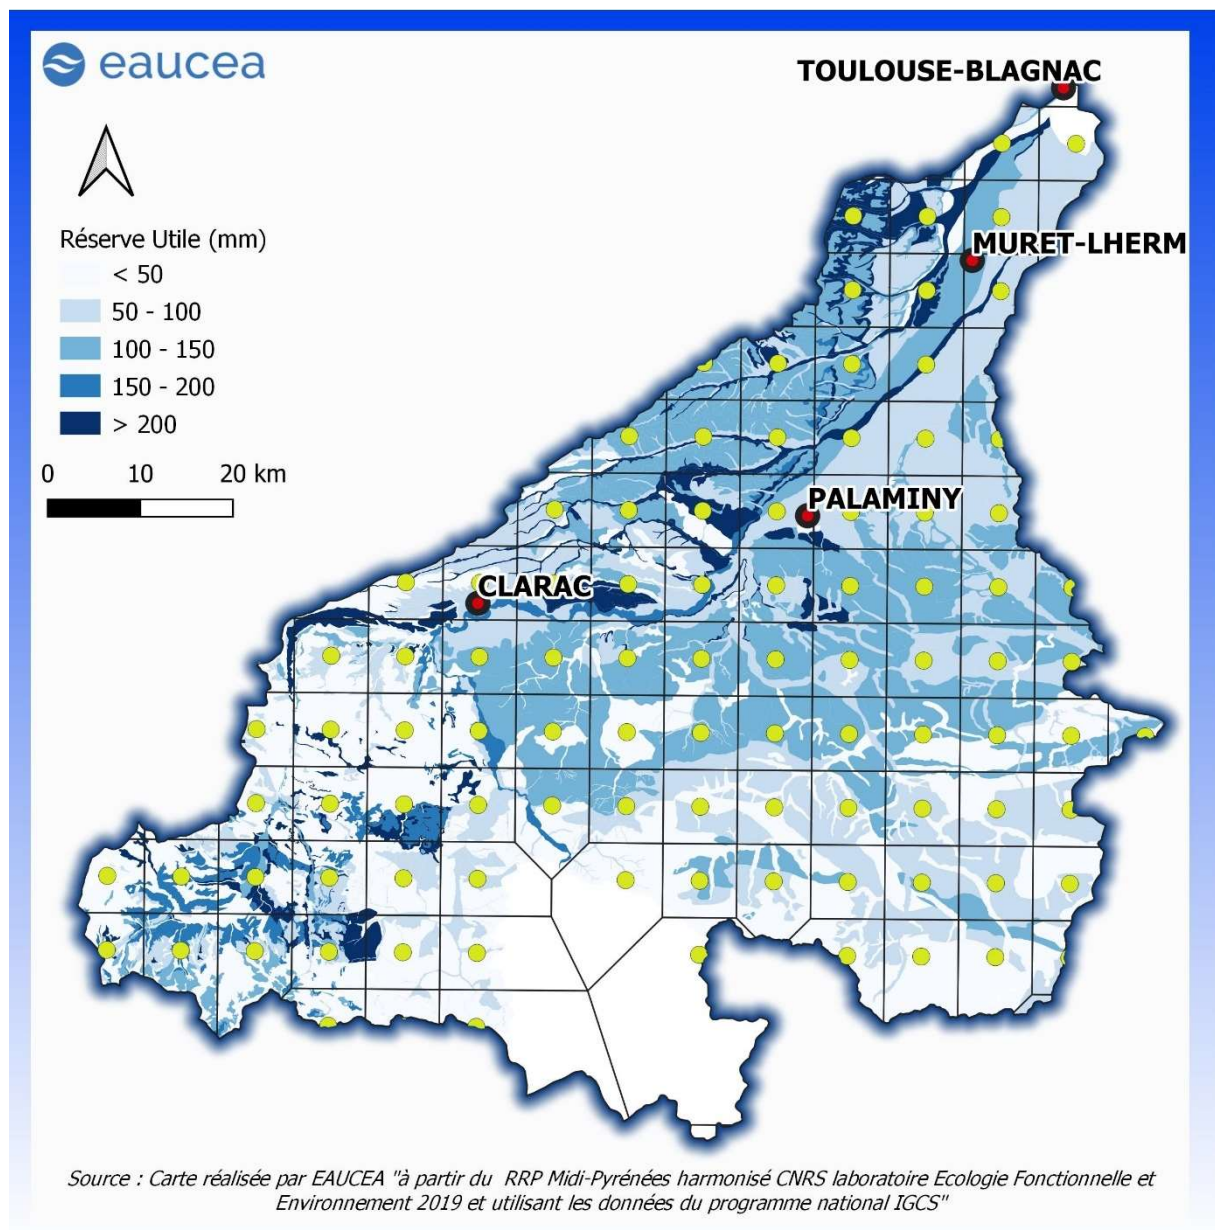 eaucea
TOULOUSE-BLAGNAC
Réserve Utile (mm)
< 50
50 - 100
100 - 150
150 - 200
> 200
0 10 20 km
MURET-LHERM
PALAMINY
CLARAC
Source : Carte réalisée par EAUCEA "à partir du RRP Midi-Pyrénées harmonisé CNRS laboratoire Ecologie Fonctionnelle et
Environnement 2019 et utilisant les données du programme national IGCS"